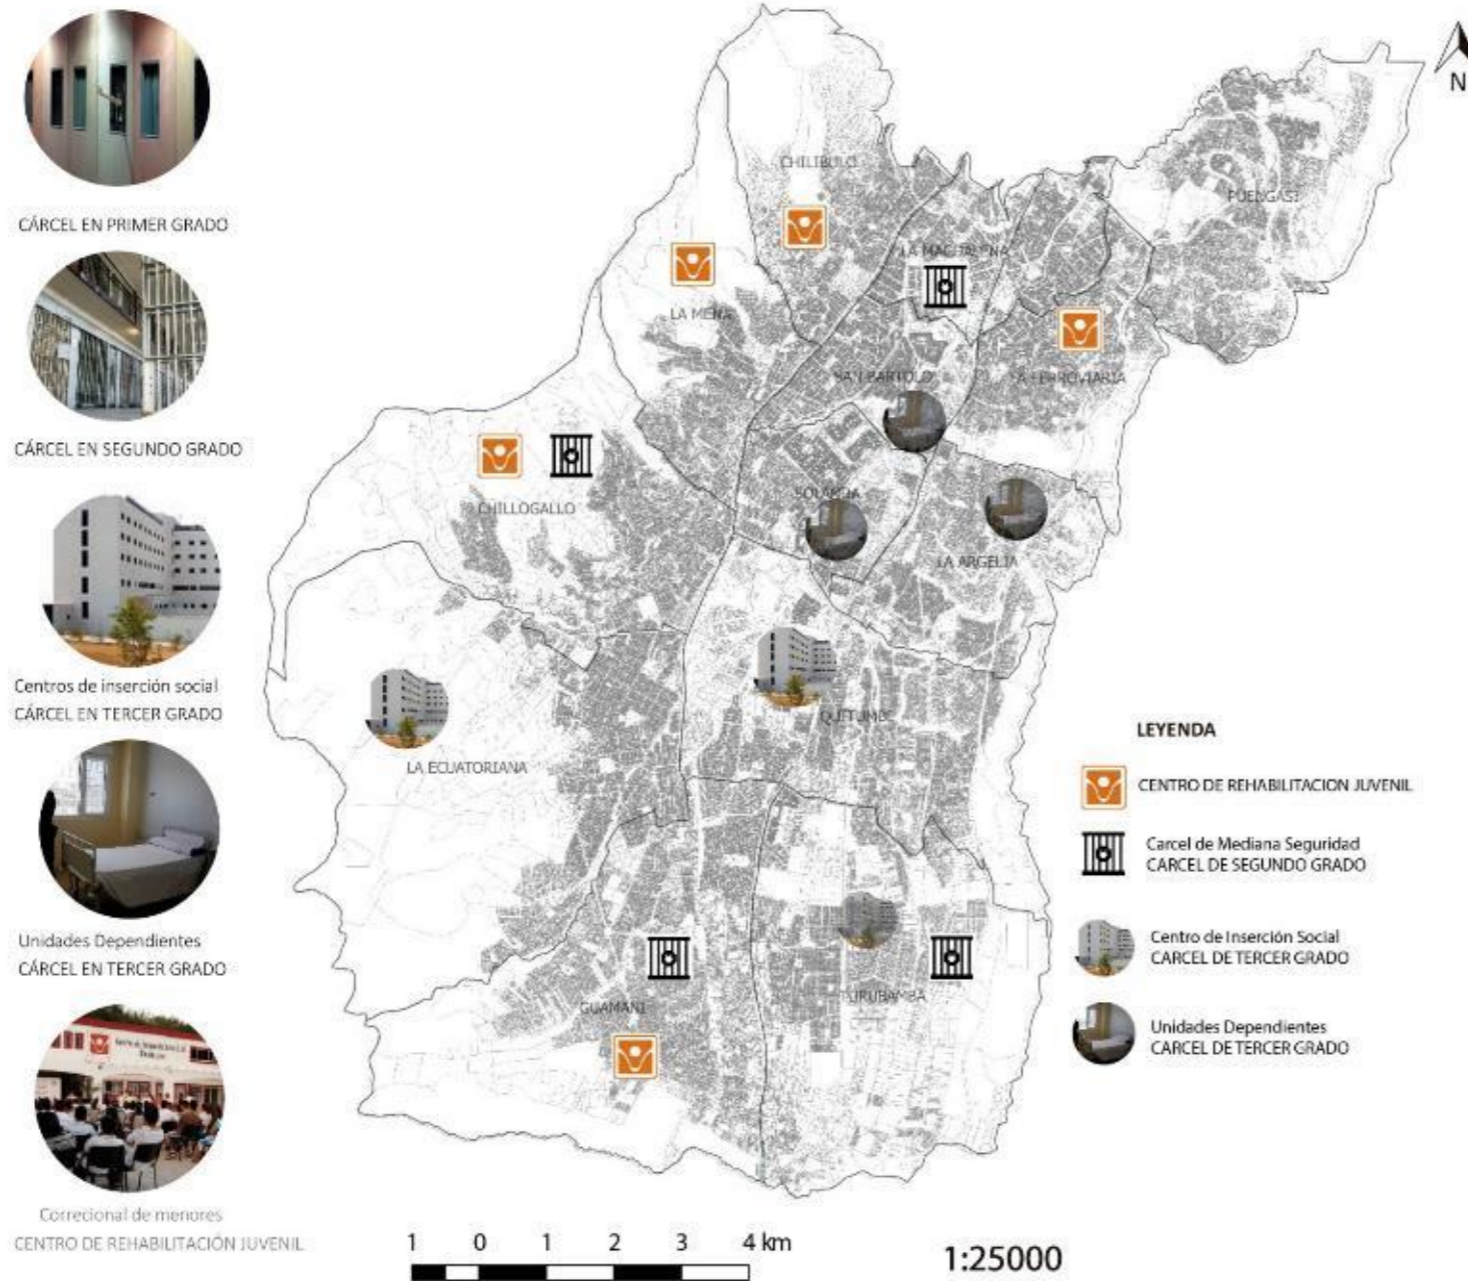 CÁRCEL EN PRIMER GRADO
CÁRCEL EN SEGUNDO GRADO
Centros de inserción social
CÁRCEL EN TERCER GRADO
Unidades Dependientes
CÁRCEL EN TERCER GRADO
Correcional de menores
CENTRO DE REHABILITACIÓN JUVENIL
N
CHILIBULO
PUENGASI
LA MAGDALENA
LA MENA
SAN BARTOLO
LA FERROVIARIA
SOLANDA
CHILLOGALLO
LA ARGELIA
QUITUMBE
LA ECUATORIANA
GUAMANI
TURUBAMBA
LEYENDA
CENTRO DE REHABILITACION JUVENIL
Carcel de Mediana Seguridad
CARCEL DE SEGUNDO GRADO
Centro de Inserción Social
CARCEL DE TERCER GRADO
Unidades Dependientes
CARCEL DE TERCER GRADO
1 0 1 2 3 4 km
1:25000